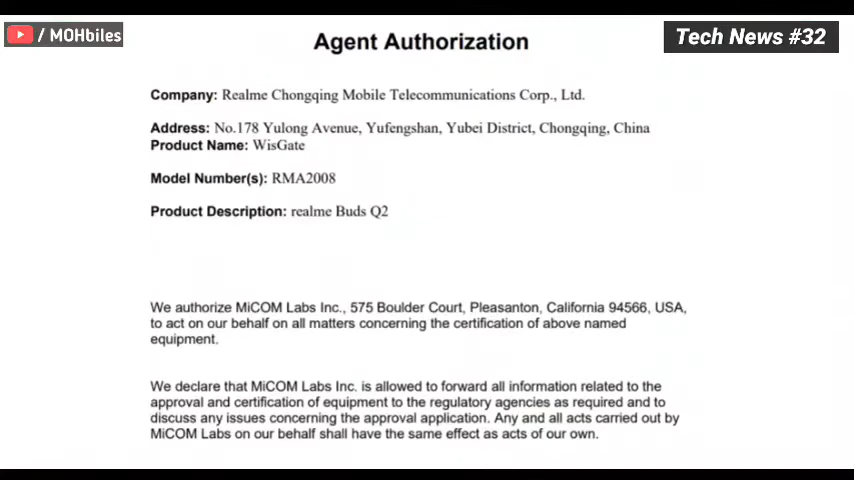 / MOHbiles
Tech News #32
Agent Authorization
Company: Realme Chongqing Mobile Telecommunications Corp., Ltd.
Address: No.178 Yulong Avenue, Yufengshan, Yubei District, Chongqing, China
Product Name: WisGate
Model Number(s): RMA2008
Product Description: realme Buds Q2
We authorize MiCOM Labs Inc., 575 Boulder Court, Pleasanton, California 94566, USA,
to act on our behalf on all matters concerning the certification of above named
equipment.
We declare that MiCOM Labs Inc. is allowed to forward all information related to the
approval and certification of equipment to the regulatory agencies as required and to
discuss any issues concerning the approval application. Any and all acts carried out by
MiCOM Labs on our behalf shall have the same effect as acts of our own.